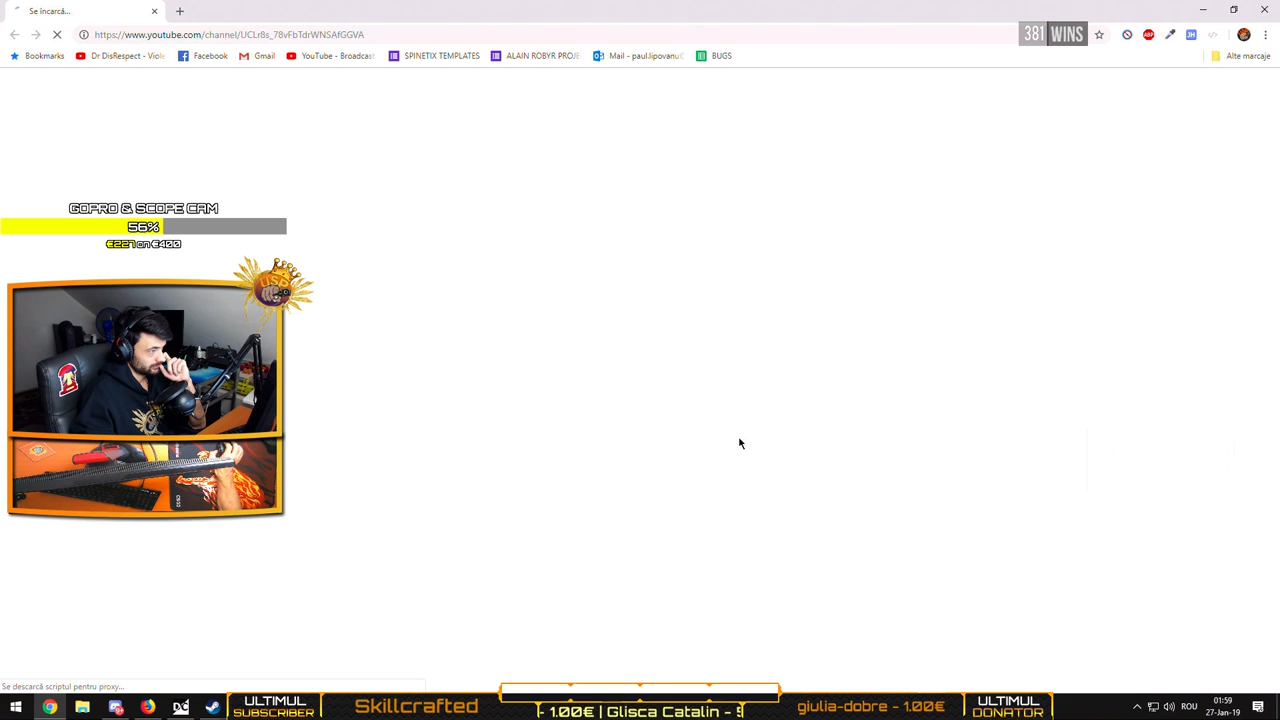 Se încarcă...
https://www.youtube.com/channel/UCLr8s_78vFbTdrWNSAfGGVA
381 WINS
Bookmarks
Dr DisRespect - Viole
Facebook
Gmail
YouTube - Broadcast
SPINETIX TEMPLATES
ALAIN ROBYR PROJE
Mail - paul.lipovanu
BUGS
Alte marcaje
GOPRO & SCOPE CAM
56%
€227 on €400
USP
Se descarcă scriptul pentru proxy...
ULTIMUL
SUBSCRIBER
Skillcrafted
- 1.00€ | Glisca Catalin -
giulia-dobre - 1.00€
ULTIMUL
DONATOR
ROU
01:59
27-Jan-19